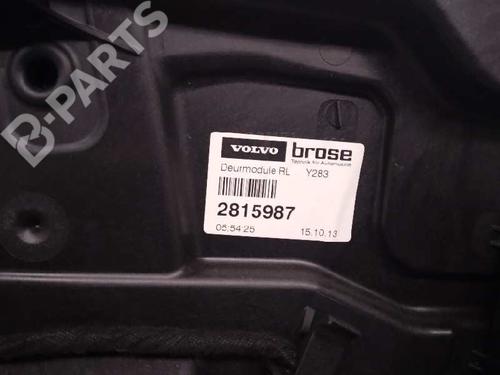 B-PARTS
VOLVO brose
Technik für Automobile
Deurmodule RL Y283
2815987
05:54:25 15.10.13